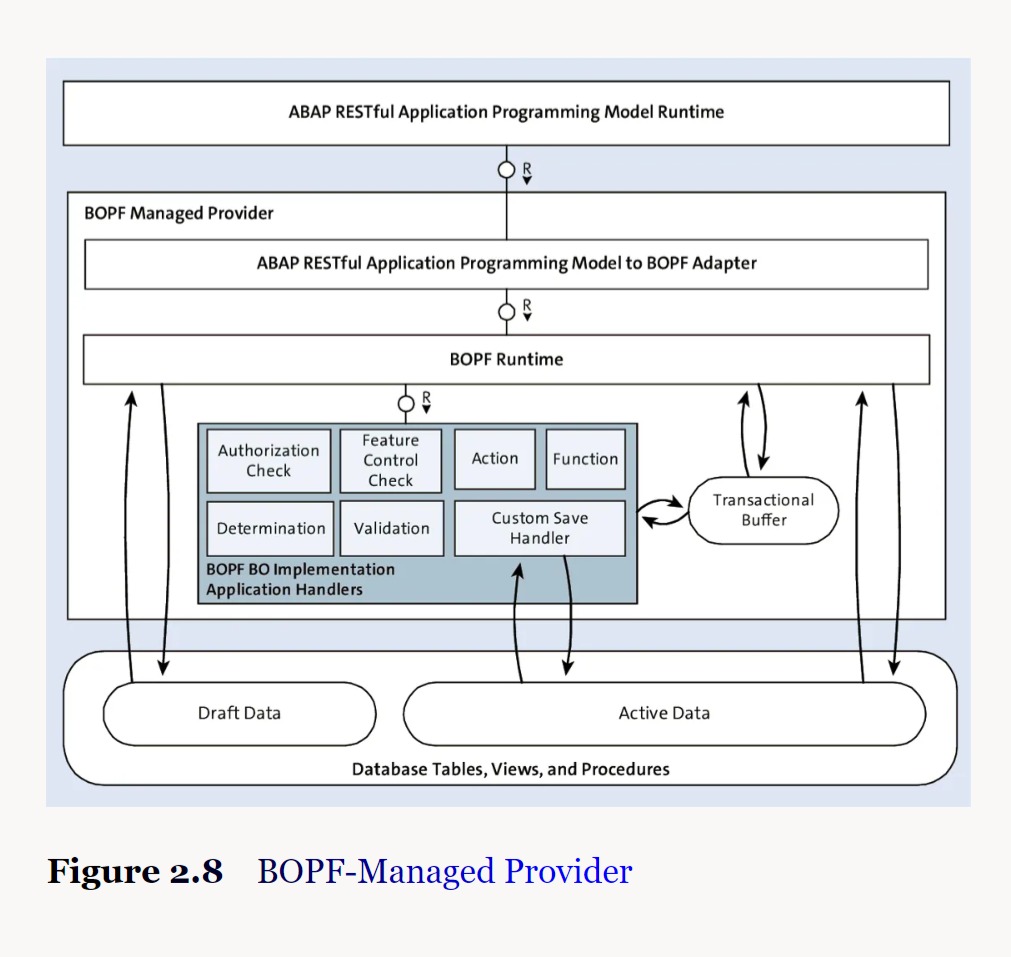 ABAP RESTful Application Programming Model Runtime
R
BOPF Managed Provider
ABAP RESTful Application Programming Model to BOPF Adapter
R
BOPF Runtime
R
Authorization
Check
Feature
Control
Check
Action
Function
Determination
Validation
Custom Save
Handler
BOPF BO Implementation
Application Handlers
Transactional
Buffer
Draft Data
Active Data
Database Tables, Views, and Procedures
Figure 2.8 BOPF-Managed Provider